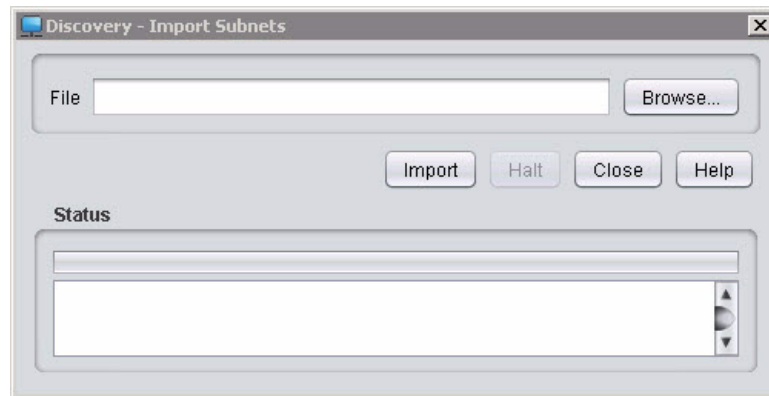 Discovery - Import Subnets
File Browse...
Import Halt Close Help
Status